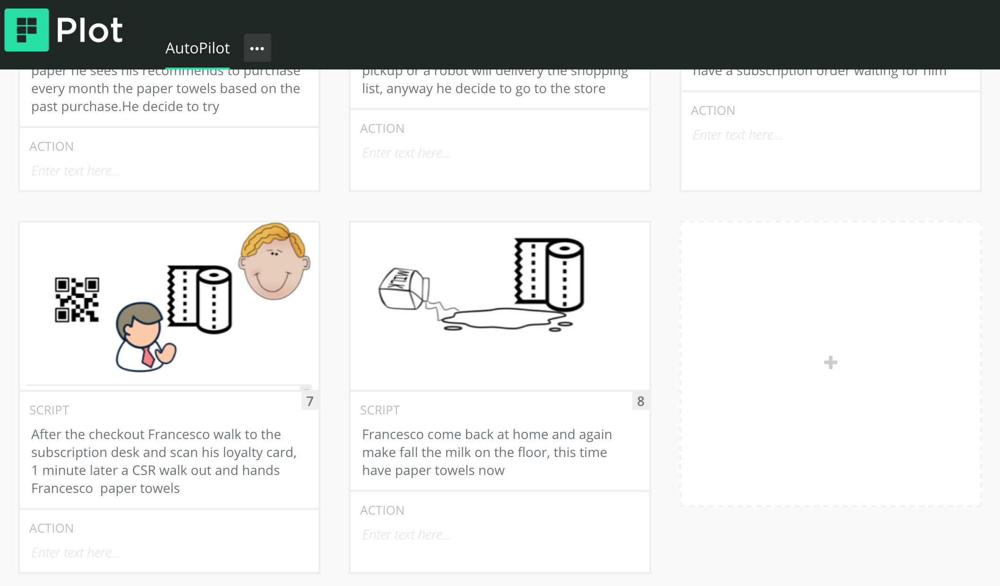 Plot
AutoPilot
paper he sees his recommends to purchase
every month the paper towels based on the
past purchase.He decide to try
ACTION
Enter text here...
pickup or a robot will delivery the shopping
list, anyway he decide to go to the store
ACTION
Enter text here...
have a subscription order waiting for him
ACTION
Enter text here...
7
SCRIPT
After the checkout Francesco walk to the
subscription desk and scan his loyalty card,
1 minute later a CSR walk out and hands
Francesco  paper towels
ACTION
Enter text here...
MILK
8
SCRIPT
Francesco come back at home and again
make fall the milk on the floor, this time
have paper towels now
ACTION
Enter text here...